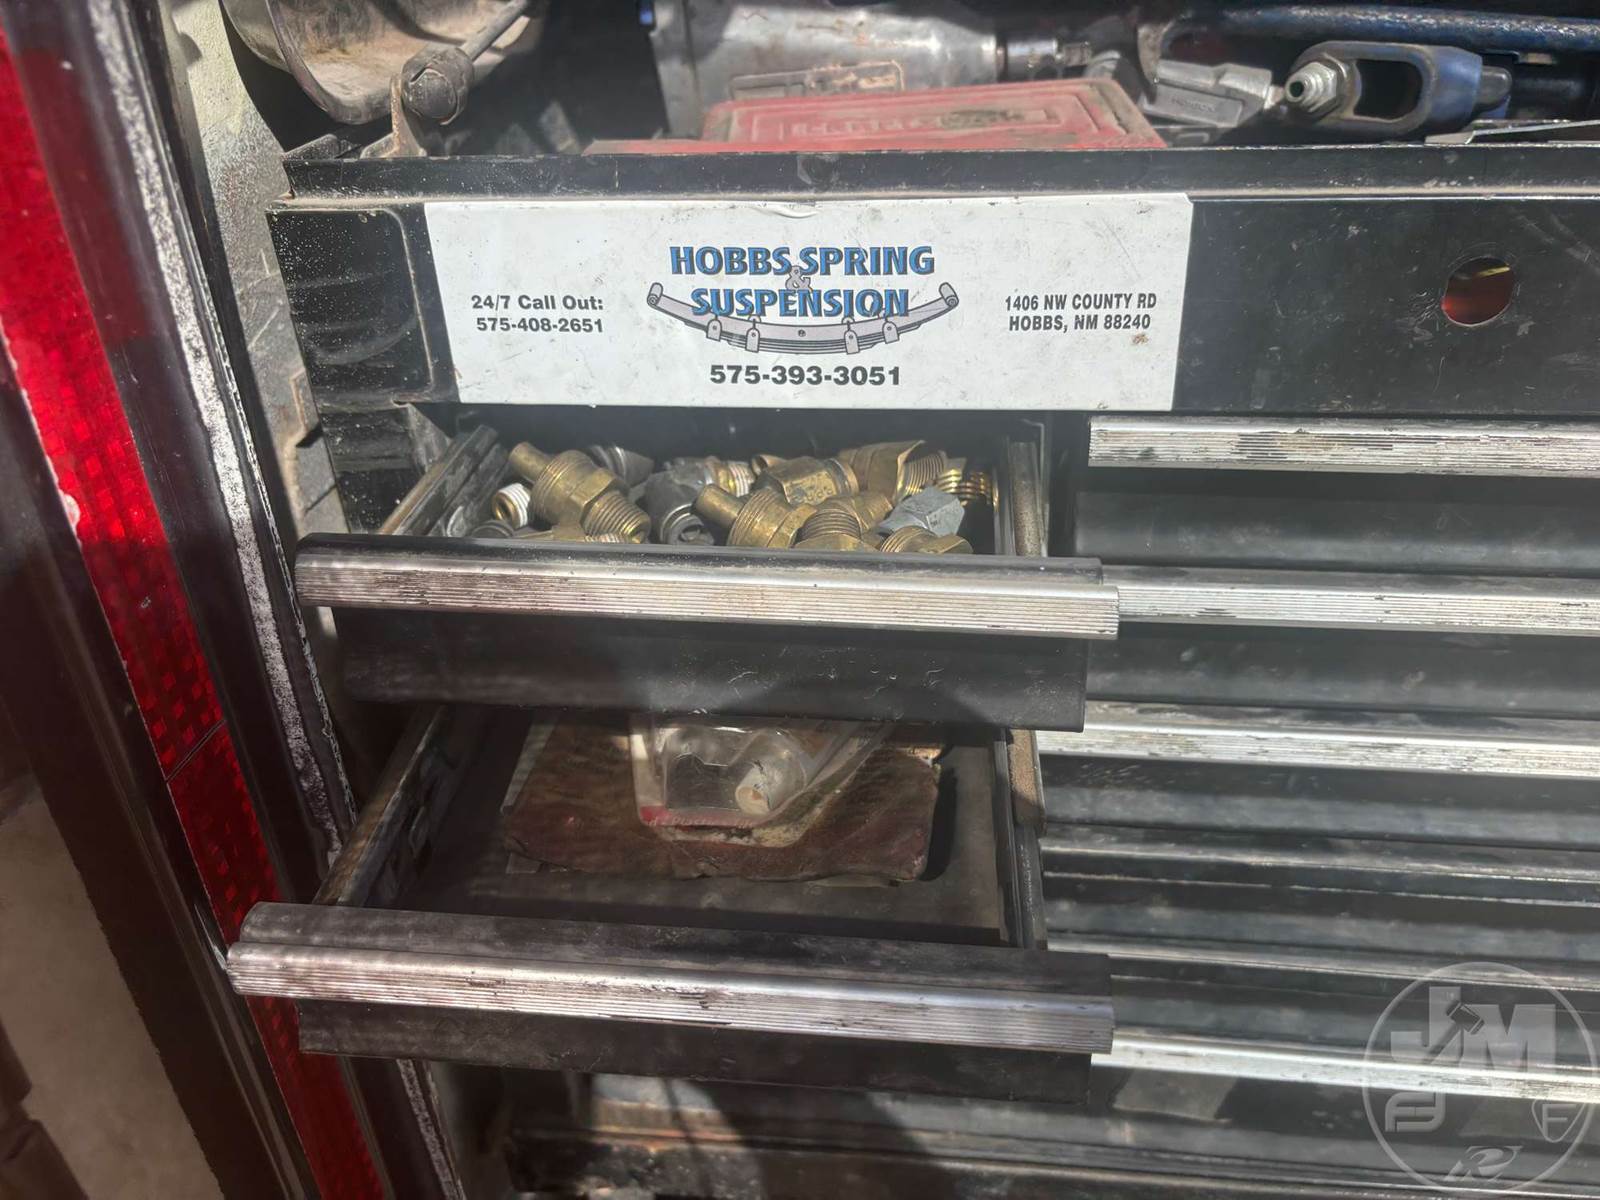 HOBBS SPRING
&
SUSPENSION
24/7 Call Out:
575-408-2651
1406 NW COUNTY RD
HOBBS, NM 88240
575-393-3051
JM